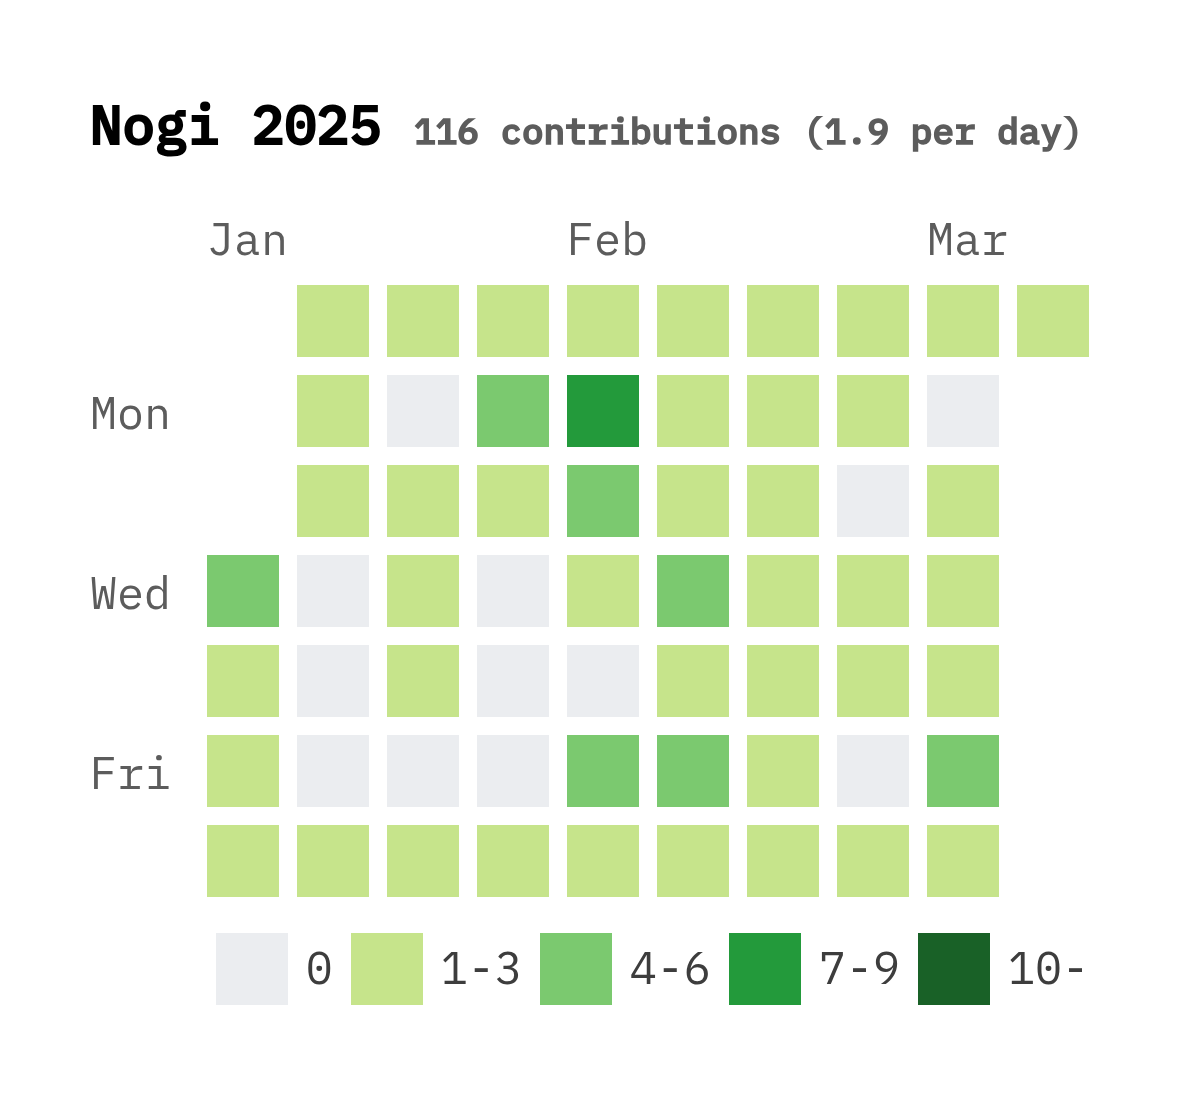 Nogi 2025 116 contributions (1.9 per day)
Jan Feb Mar
Mon
Wed
Fri
0 1-3 4-6 7-9 10-